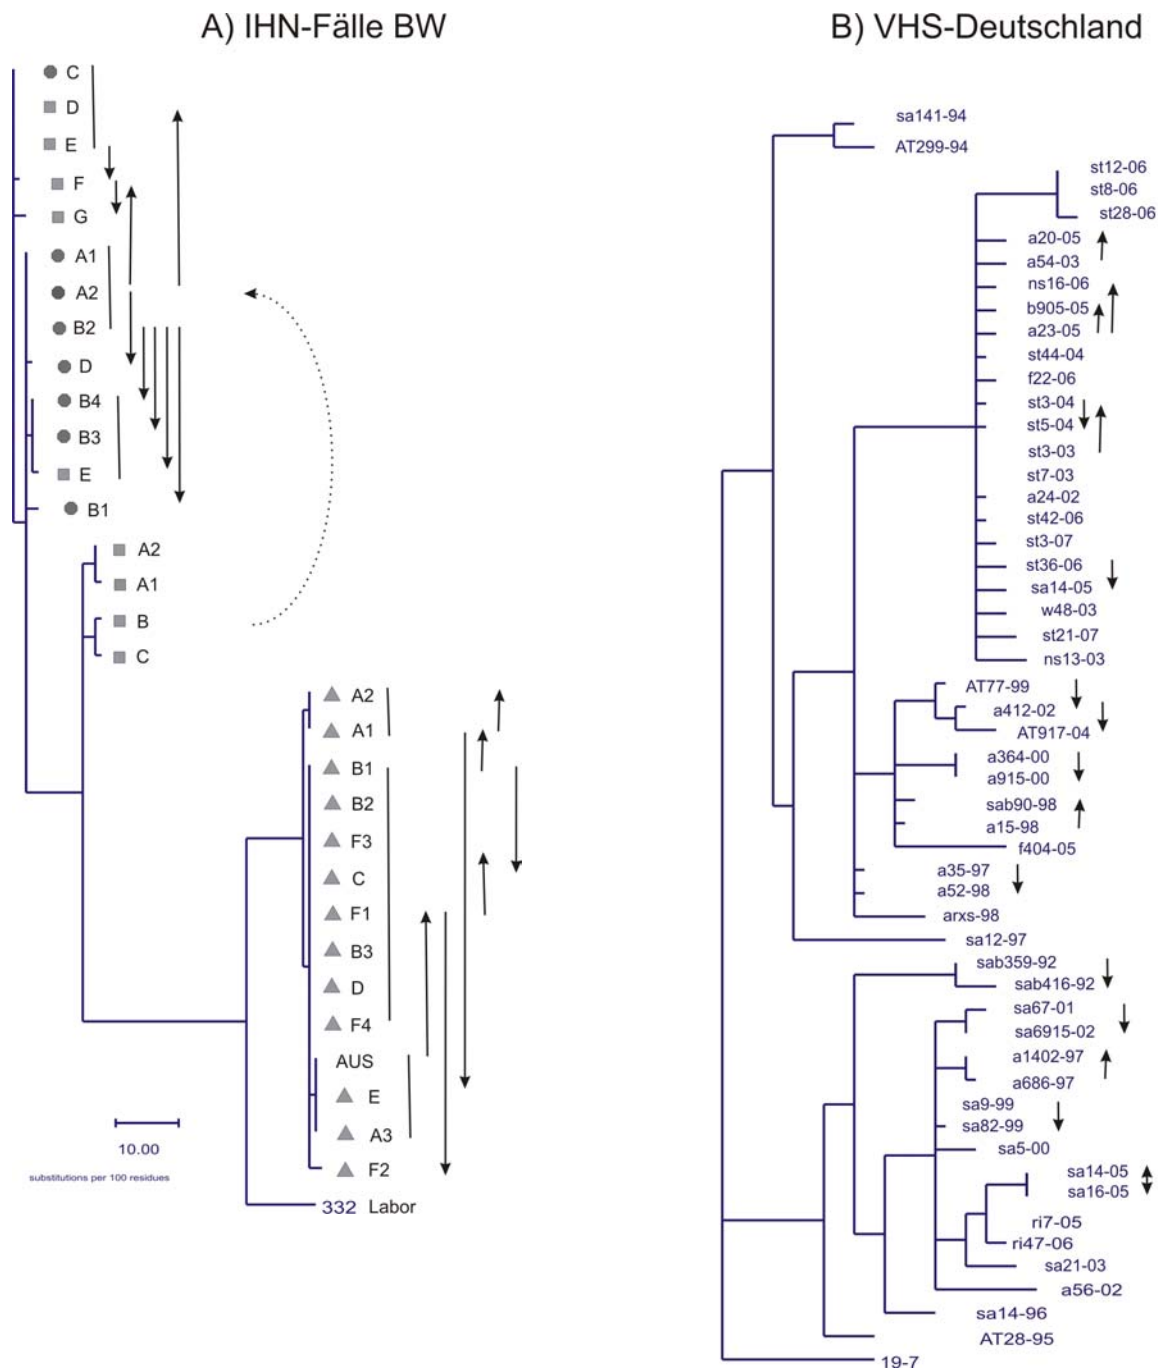 A) IHN-Fälle BW
C
D
E
F
G
A1
A2
B2
D
B4
B3
E
B1
A2
A1
B
C
A2
A1
B1
B2
F3
C
F1
B3
D
F4
AUS
E
A3
F2
332 Labor
10.00
substitutions per 100 residues
B) VHS-Deutschland
sa141-94
AT299-94
st12-06
st8-06
st28-06
a20-05
a54-03
ns16-06
b905-05
a23-05
st44-04
f22-06
st3-04
st5-04
st3-03
st7-03
a24-02
st42-06
st3-07
st36-06
sa14-05
w48-03
st21-07
ns13-03
AT77-99
a412-02
AT917-04
a364-00
a915-00
sab90-98
a15-98
f404-05
a35-97
a52-98
arxs-98
sa12-97
sab359-92
sab416-92
sa67-01
sa6915-02
a1402-97
a686-97
sa9-99
sa82-99
sa5-00
sa14-05
sa16-05
ri7-05
ri47-06
sa21-03
a56-02
sa14-96
AT28-95
19-7